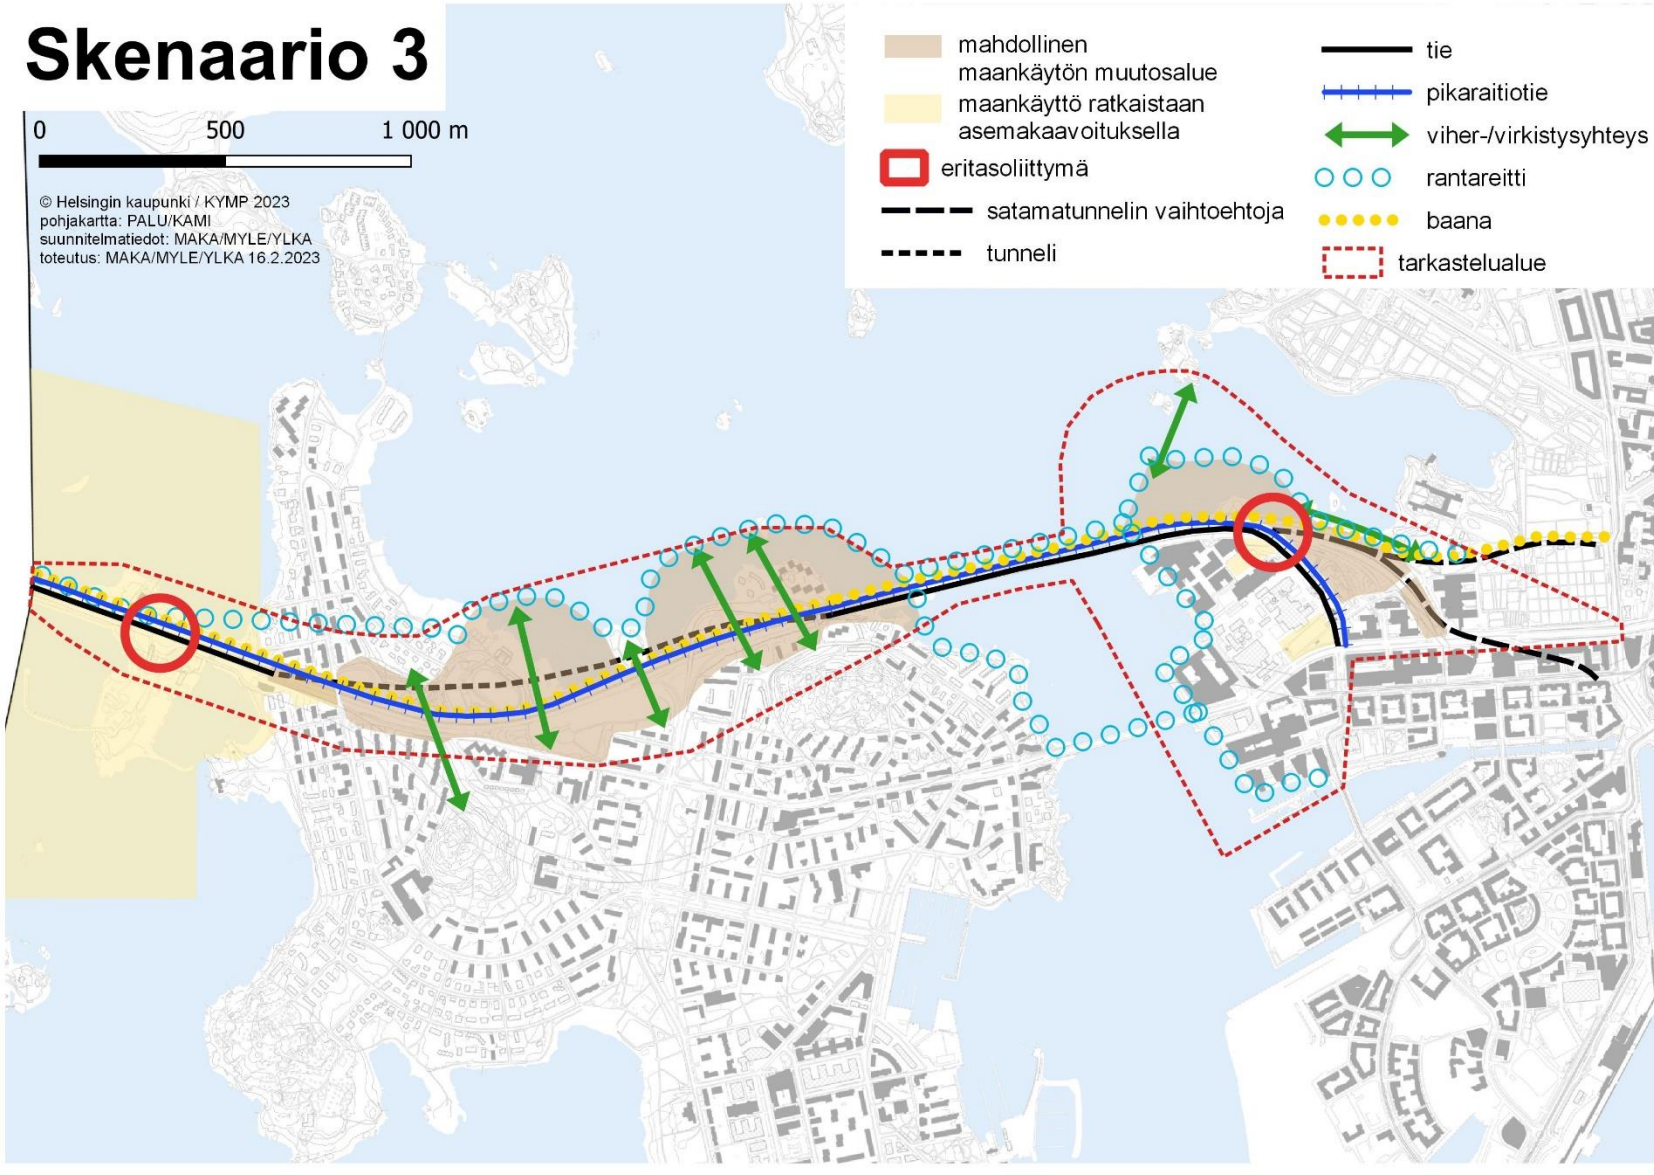 Skenaario 3
0 500 1 000 m
© Helsingin kaupunki / KYMP 2023
pohjakartta: PALU/KAMI
suunnitelmatiedot: MAKA/MYLE/YLKA
toteutus: MAKA/MYLE/YLKA 16.2.2023
mahdollinen
maankäytön muutosalue
maankäyttö ratkaistaan
asemakaavoituksella
eritasoliittymä
satamatunnelin vaihtoehtoja
tunneli
tie
pikaraitiotie
viher-/virkistysyhteys
rantareitti
baana
tarkastelualue